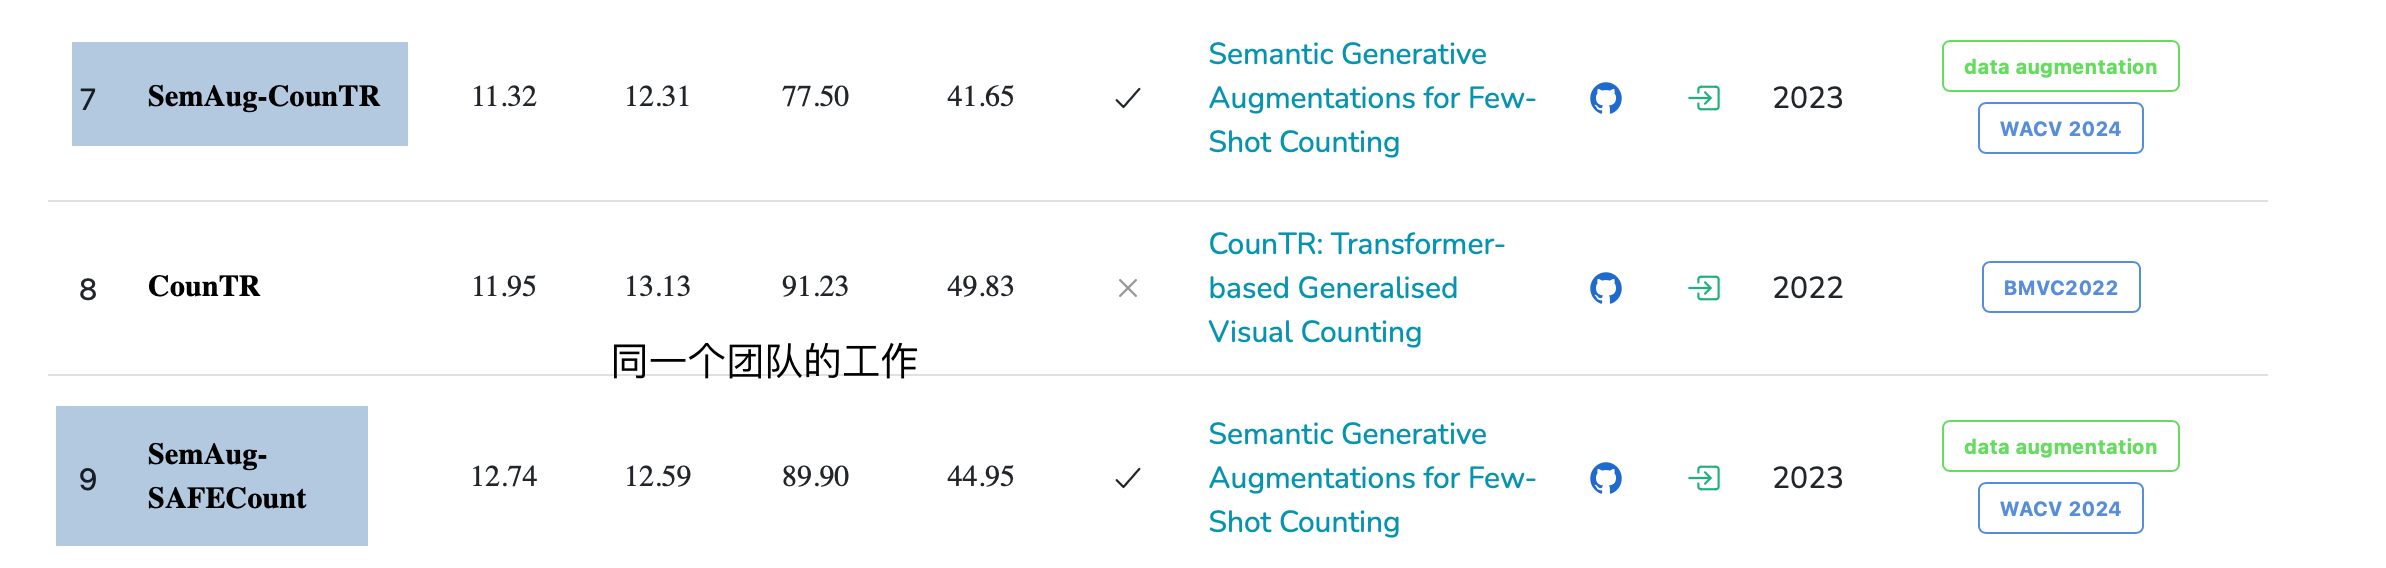 7 SemAug-CounTR 11.32 12.31 77.50 41.65 ✓ Semantic Generative Augmentations for Few-Shot Counting 2023 data augmentation WACV 2024
8 CounTR 11.95 13.13 91.23 49.83 × CounTR: Transformer-based Generalised Visual Counting 2022 BMVC2022
同一个团队的工作
9 SemAug-SAFECount 12.74 12.59 89.90 44.95 ✓ Semantic Generative Augmentations for Few-Shot Counting 2023 data augmentation WACV 2024